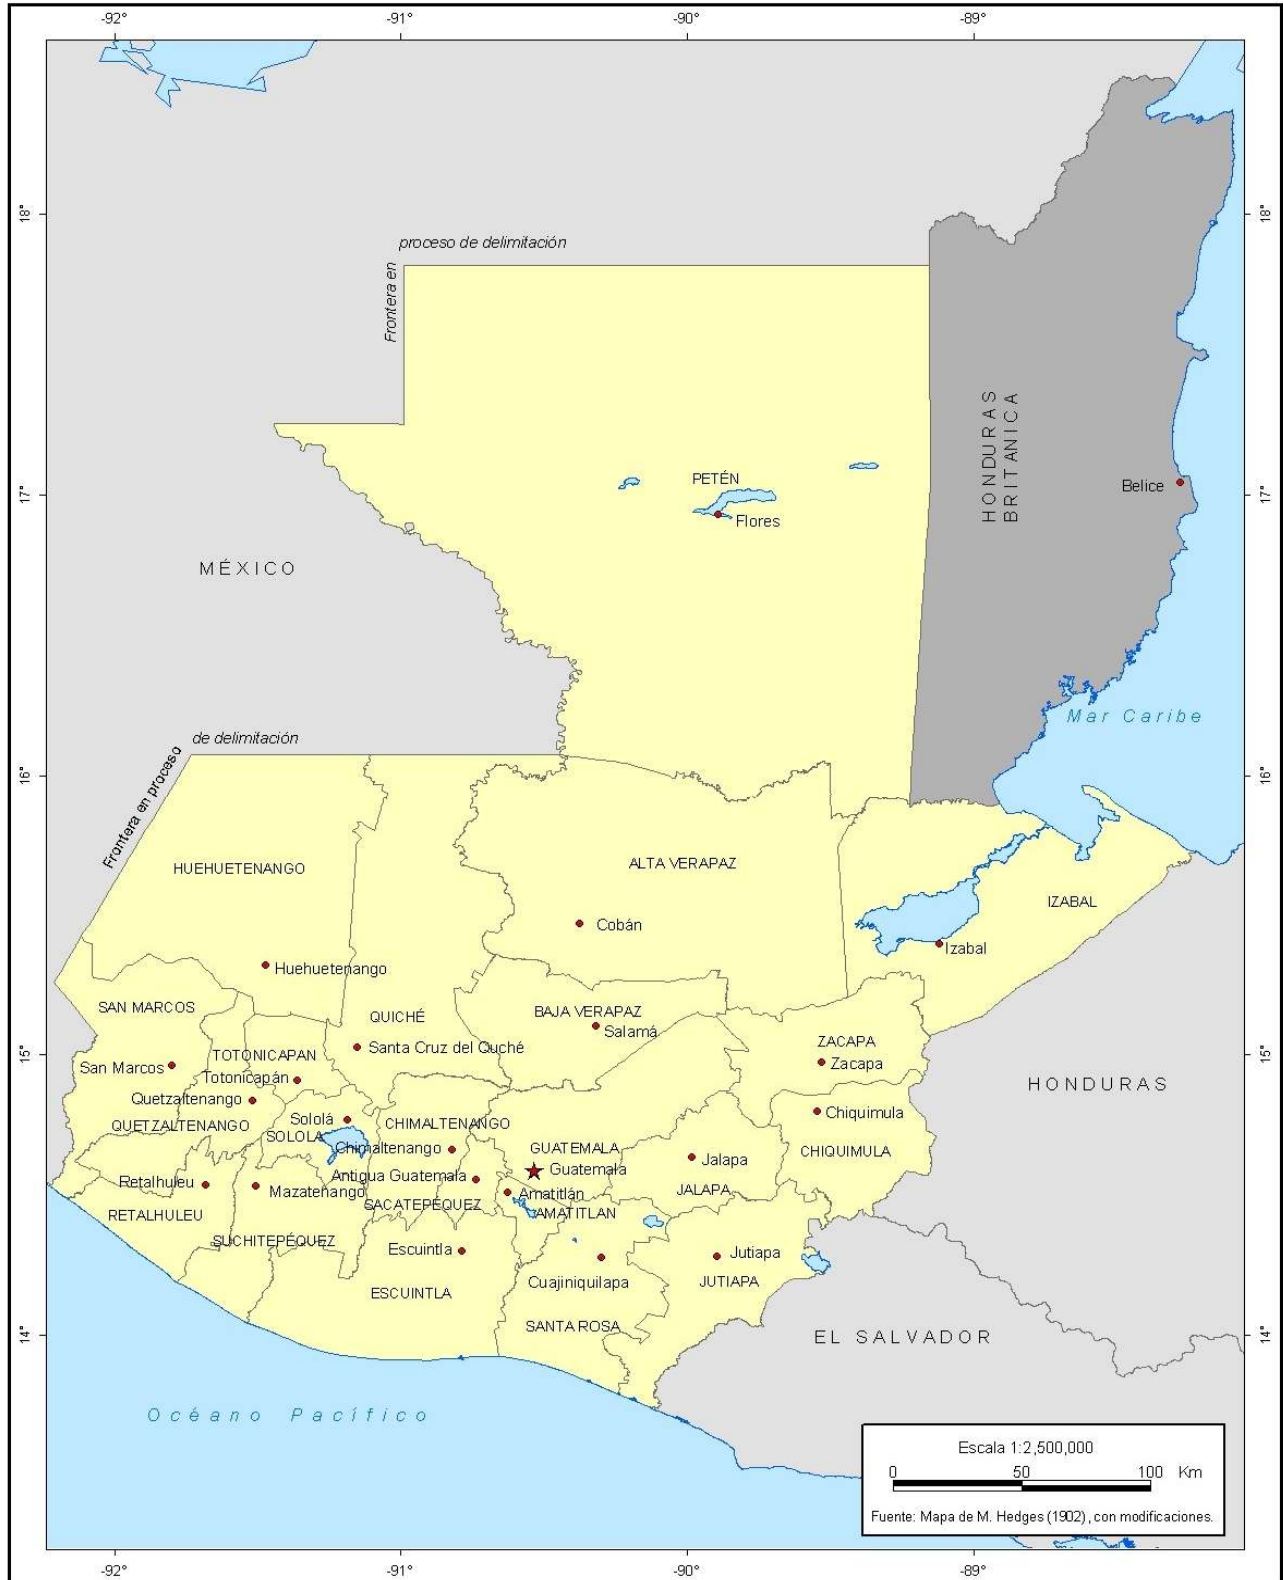 -92°
-91°
-90°
-89°
18°
18°
proceso de delimitación
Frontera en
HONDURAS
BRITANICA
PETÉN
Flores
Belice
17°
17°
MÉXICO
Mar Caribe
de delimitación
Frontera en proceso
16°
16°
HUEHUETENANGO
ALTA VERAPAZ
IZABAL
Cobán
Izabal
Huehuetenango
SAN MARCOS
QUICHÉ
BAJA VERAPAZ
Salamá
ZACAPA
Santa Cruz del Quché
15°
15°
TOTONICAPAN
Zacapa
San Marcos
Totonicapán
HONDURAS
Quetzaltenango
Chiquimula
Sololá
CHIMALTENANGO
QUETZALTENANGO
SOLOLA
Chimaltenango
GUATEMALA
CHIQUIMULA
Jalapa
Guatemala
Antigua Guatemala
Retalhuleu
Mazatenango
Amatitlán
JALAPA
SACATEPÉQUEZ
AMATITLAN
RETALHULEU
SUCHITEPÉQUEZ
Escuintla
Jutiapa
Cuajiniquilapa
JUTIAPA
ESCUINTLA
SANTA ROSA
14°
14°
EL SALVADOR
Océano Pacífico
Escala 1:2,500,000
0 50 100 Km
Fuente: Mapa de M. Hedges (1902), con modificaciones.
-92°
-91°
-90°
-89°